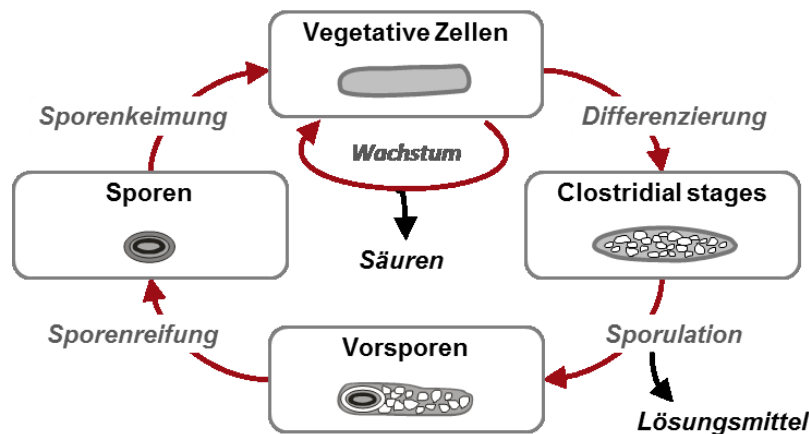 Vegetative Zellen
Sporenkeimung
Differenzierung
Wachstum
Sporen
Clostridial stages
Säuren
Sporenreifung
Vorsporen
Sporulation
Lösungsmittel